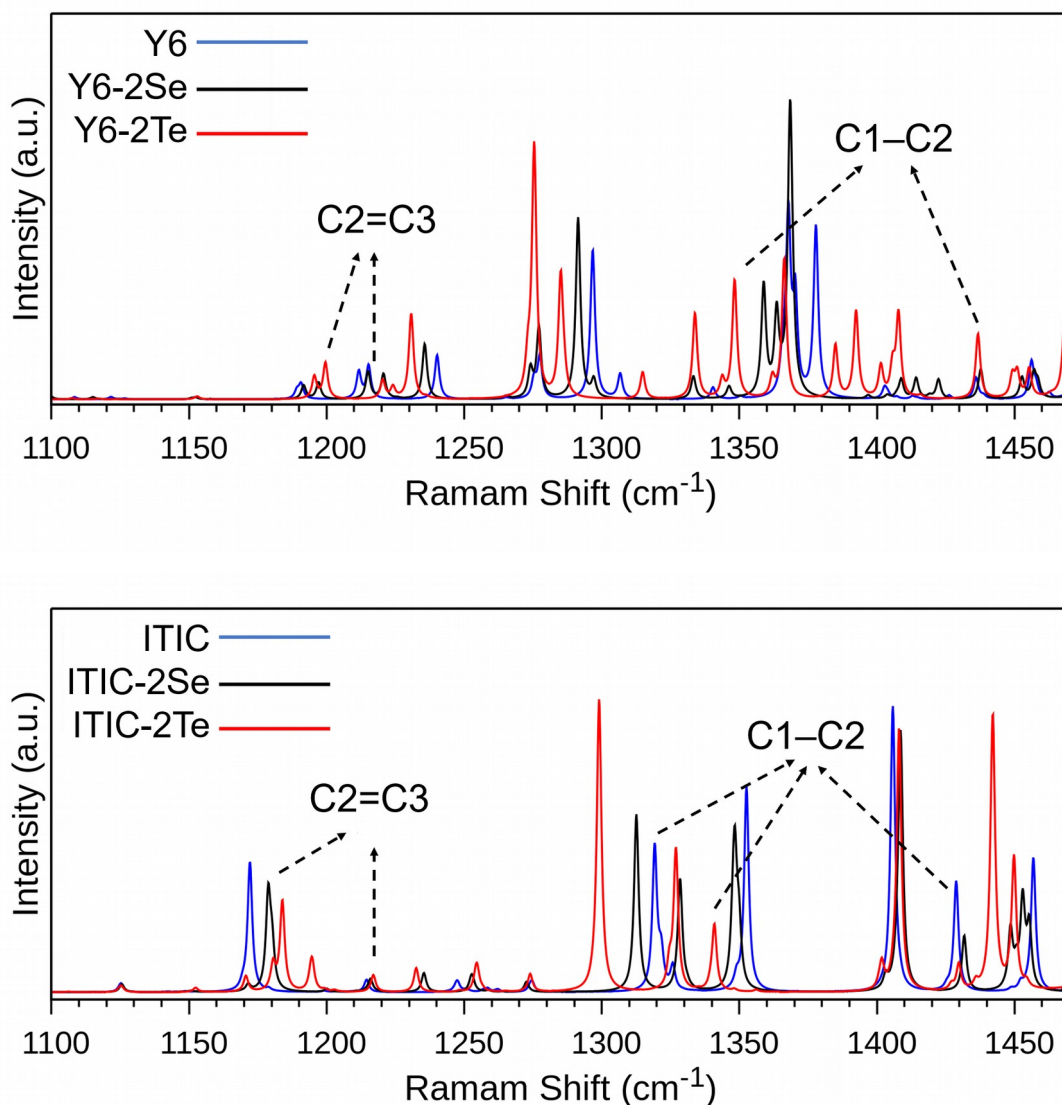 Y6
Y6-2Se
Y6-2Te
C2=C3
C1–C2
Intensity (a.u.)
1100 1150 1200 1250 1300 1350 1400 1450
Ramam Shift (cm⁻¹)
ITIC
ITIC-2Se
ITIC-2Te
C1–C2
C2=C3
Intensity (a.u.)
1100 1150 1200 1250 1300 1350 1400 1450
Ramam Shift (cm⁻¹)